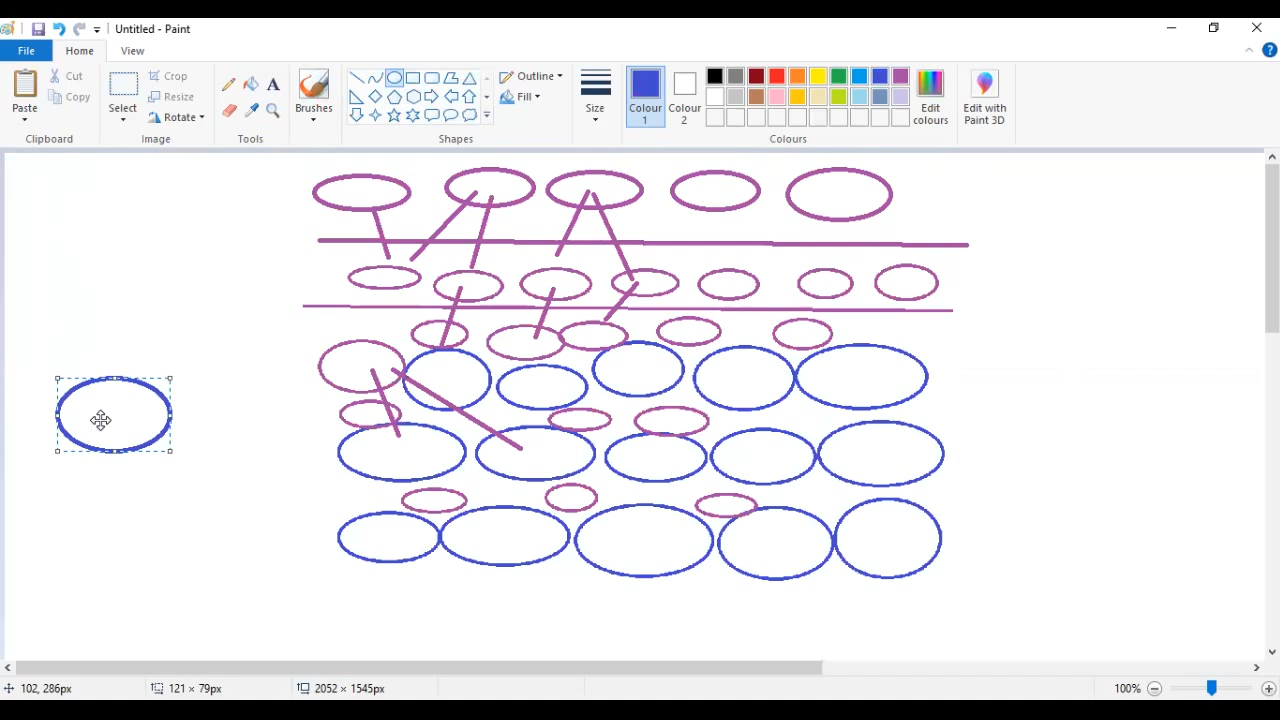 Untitled - Paint
File Home View
Paste
Cut
Copy
Clipboard
Select
Crop
Resize
Rotate
Image
A
Tools
Brushes
Outline
Fill
Shapes
Size
Colour 1
Colour 2
Edit colours
Colours
Edit with Paint 3D
102, 286px
121 × 79px
2052 × 1545px
100%